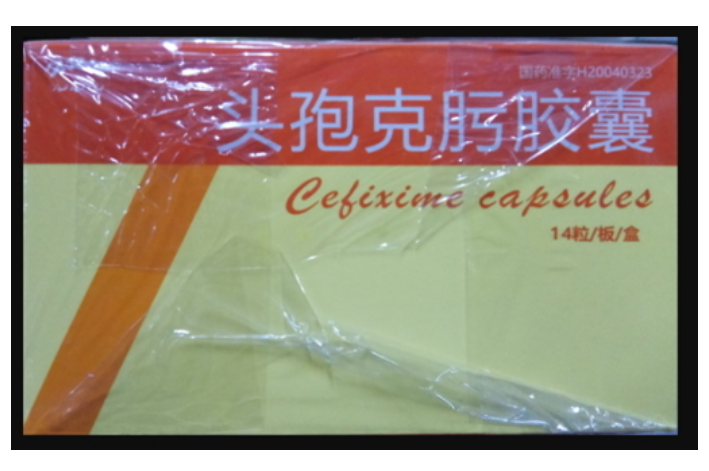 国药准字H20040323
头孢克肟胶囊
Cefixime capsules
14粒/板/盒